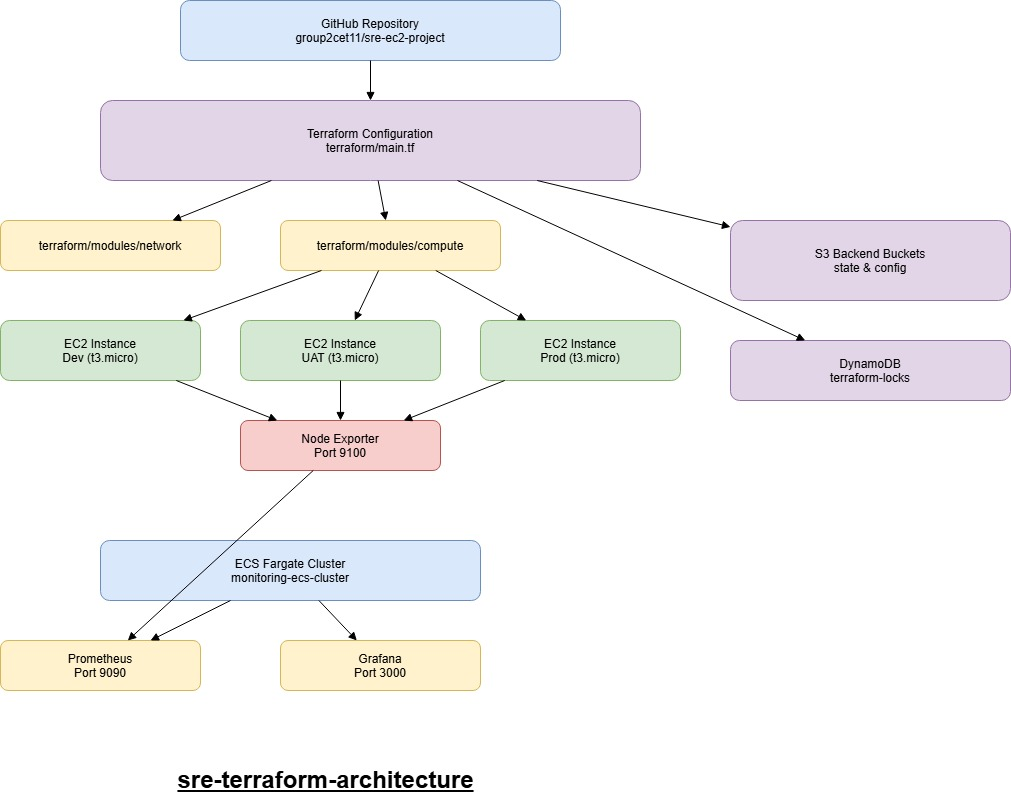 GitHub Repository
group2cet11/sre-ec2-project
Terraform Configuration
terraform/main.tf
terraform/modules/network
terraform/modules/compute
S3 Backend Buckets
state & config
EC2 Instance
Dev (t3.micro)
EC2 Instance
UAT (t3.micro)
EC2 Instance
Prod (t3.micro)
DynamoDB
terraform-locks
Node Exporter
Port 9100
ECS Fargate Cluster
monitoring-ecs-cluster
Prometheus
Port 9090
Grafana
Port 3000
sre-terraform-architecture